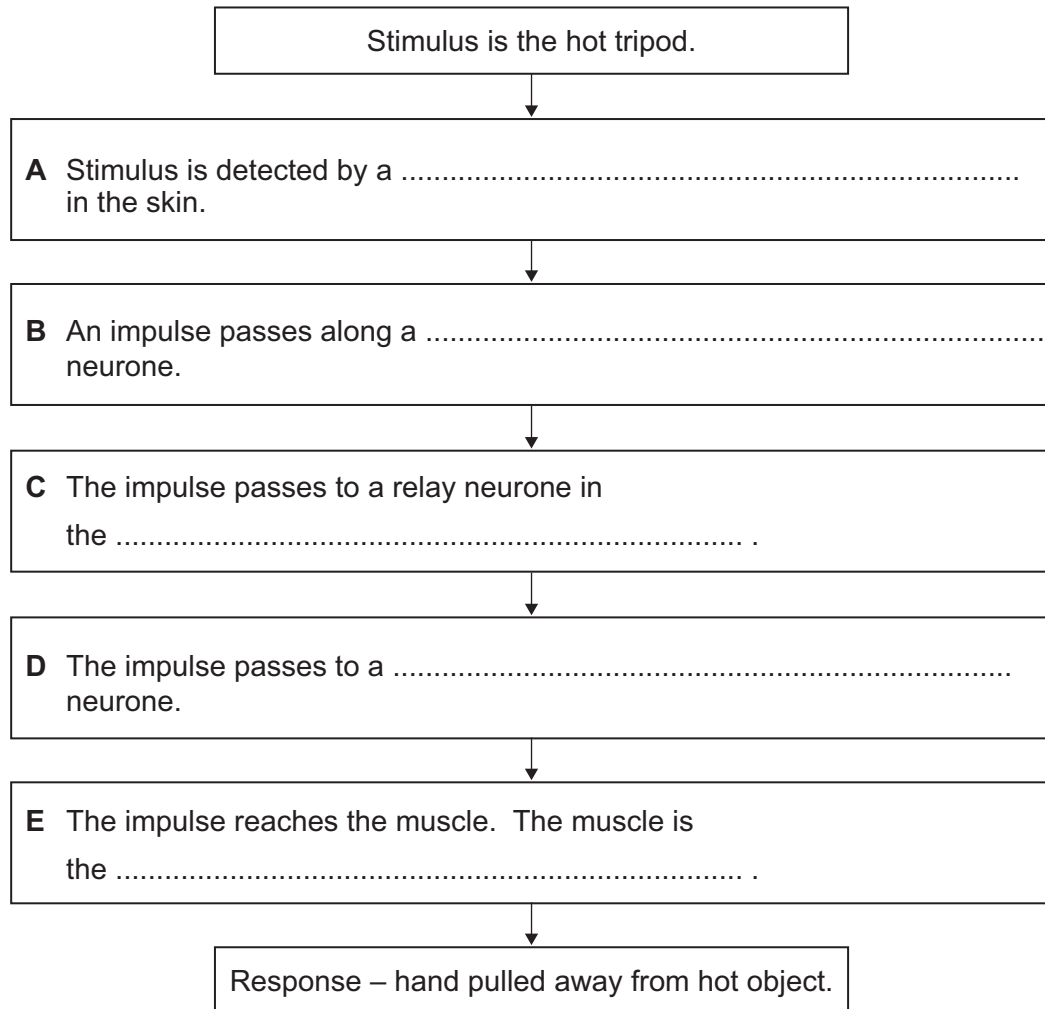 Stimulus is the hot tripod.
A Stimulus is detected by a ............................................................................
in the skin.
B An impulse passes along a ............................................................................
neurone.
C The impulse passes to a relay neurone in
the ............................................................................. .
D The impulse passes to a ............................................................................
neurone.
E The impulse reaches the muscle. The muscle is
the ............................................................................. .
Response – hand pulled away from hot object.